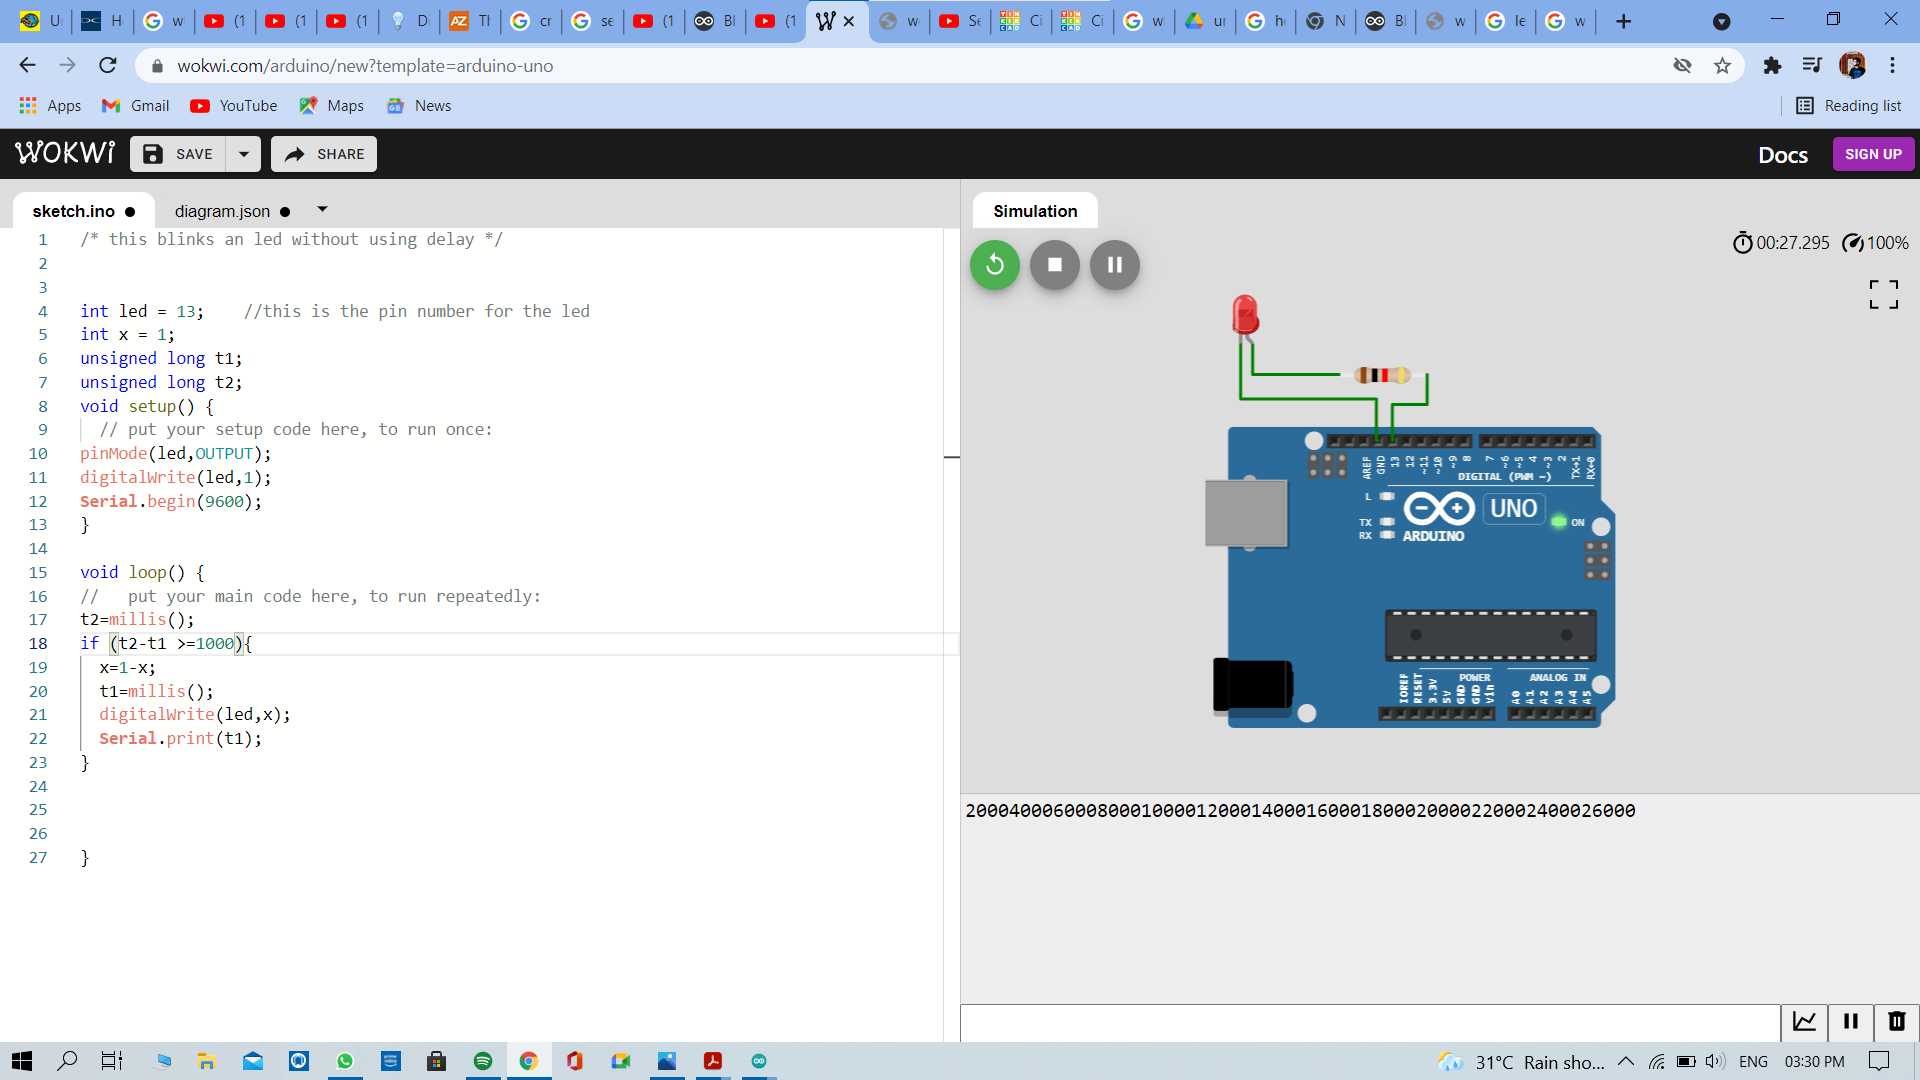 U
H
w
(1
(1
(1
D
Tl
cr
se
(1
Bl
(1
w
Se
Ci
Ci
w
ur
h
N
Bl
w
le
w
wokwi.com/arduino/new?template=arduino-uno
Apps
Gmail
YouTube
Maps
News
Reading list
WOKWI
SAVE
SHARE
Docs
SIGN UP
sketch.ino
diagram.json
Simulation
1 /* this blinks an led without using delay */
2
3
4 int led = 13;    //this is the pin number for the led
5 int x = 1;
6 unsigned long t1;
7 unsigned long t2;
8 void setup() {
9   // put your setup code here, to run once:
10 pinMode(led,OUTPUT);
11 digitalWrite(led,1);
12 Serial.begin(9600);
13 }
14
15 void loop() {
16 //   put your main code here, to run repeatedly:
17 t2=millis();
18 if (t2-t1 >=1000){
19   x=1-x;
20   t1=millis();
21   digitalWrite(led,x);
22   Serial.print(t1);
23 }
24
25
26
27 }
00:27.295
100%
AREF GND 13 12 ~11 ~10 ~9 8 7 ~6 ~5 4 ~3 2 TX→1 RX←0
DIGITAL (PWM ~)
L
TX
RX
UNO
ON
ARDUINO
POWER
ANALOG IN
IOREF RESET 3.3V 5V GND GND Vin A0 A1 A2 A3 A4 A5
2000400060008000100001200014000160001800020000220002400026000
31°C Rain sho...
ENG
03:30 PM